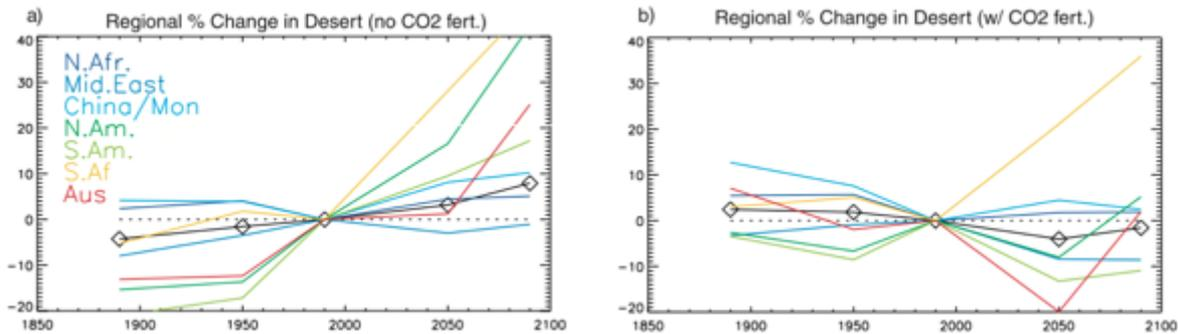 a) Regional % Change in Desert (no CO2 fert.)
40
30
20
10
0
-10
-20
N.Afr.
Mid.East
China/Mon
N.Am.
S.Am.
S.Af
Aus
1850 1900 1950 2000 2050 2100
b) Regional % Change in Desert (w/ CO2 fert.)
40
30
20
10
0
-10
-20
1850 1900 1950 2000 2050 2100